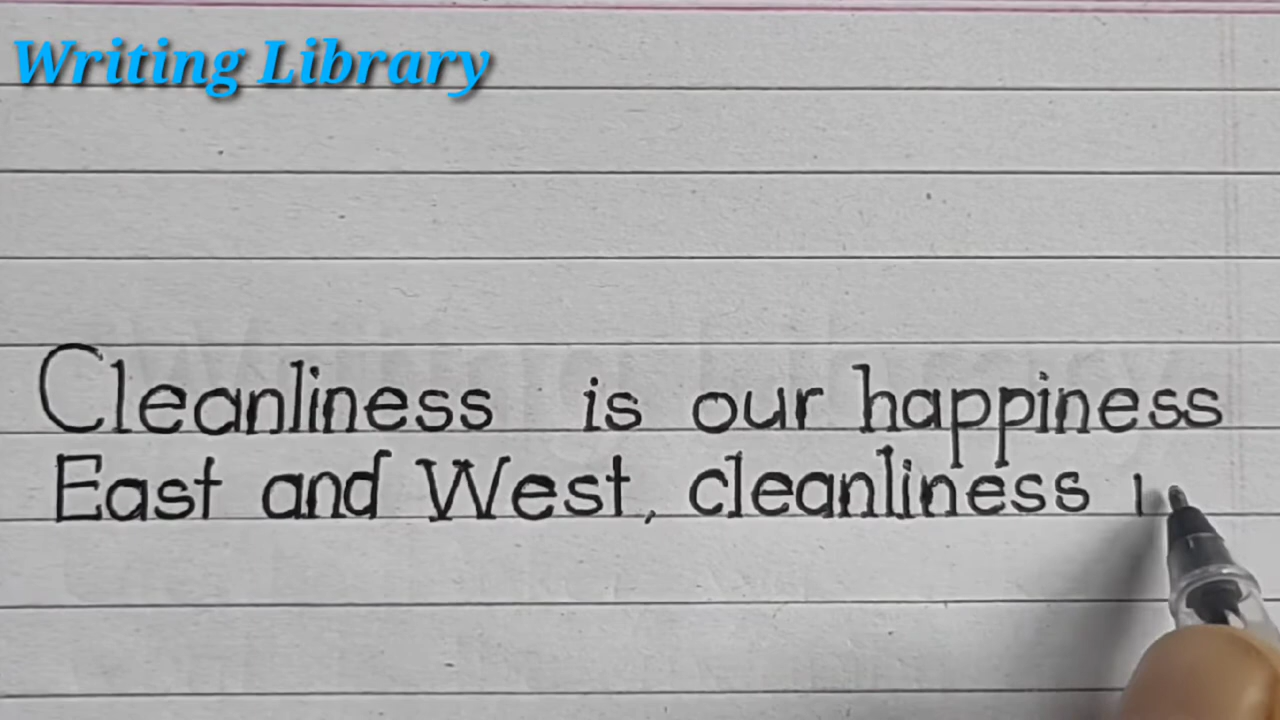 Writing Library
Cleanliness is our happiness
East and West, cleanliness